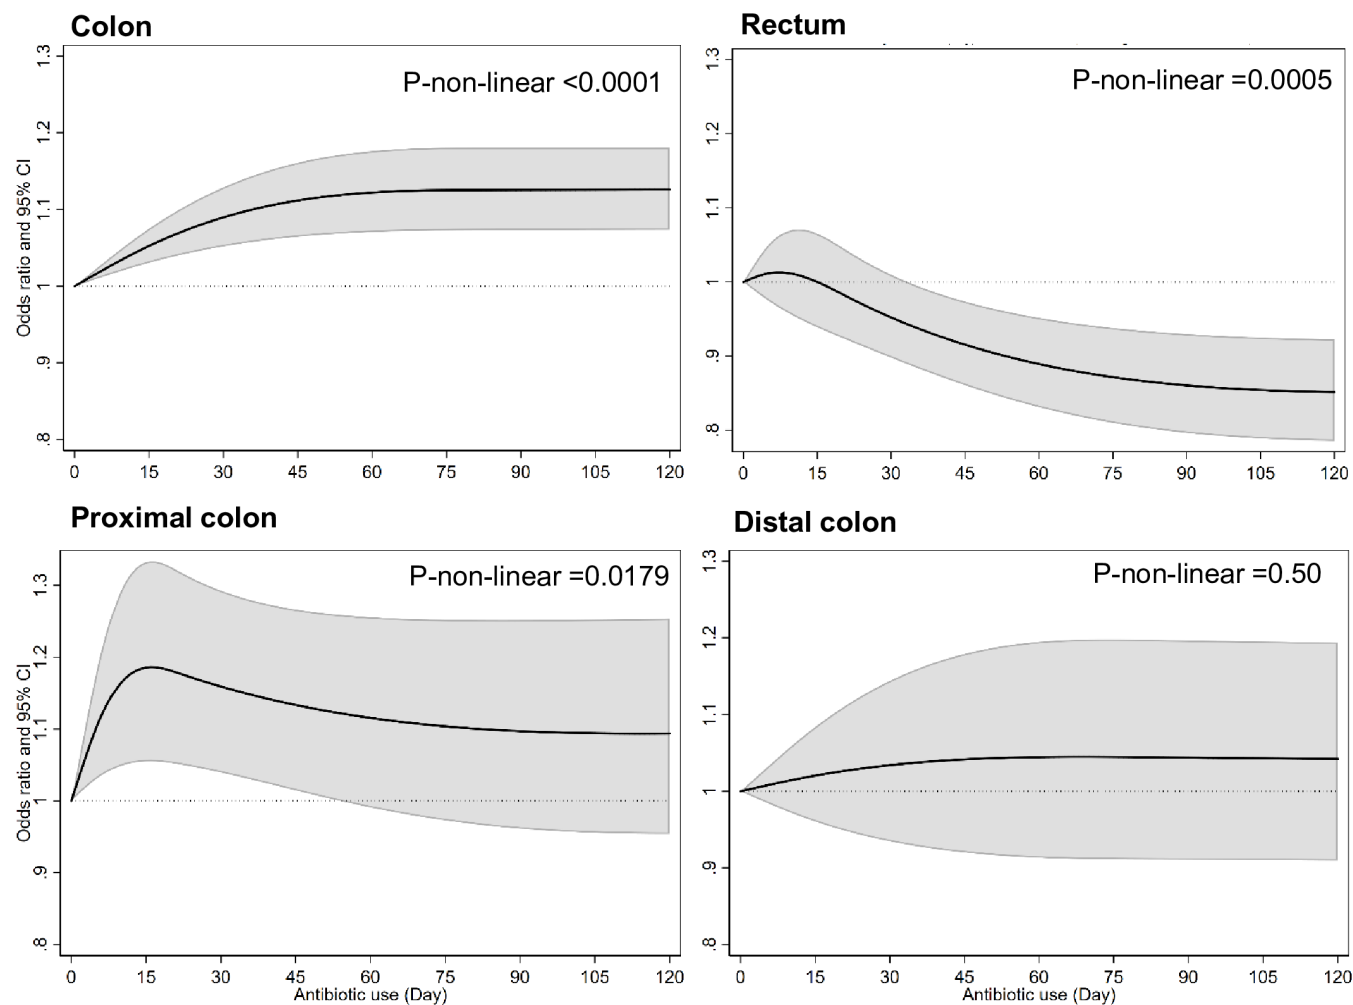 Colon
P-non-linear <0.0001
Odds ratio and 95% CI
1.3
1.2
1.1
1
.9
.8
0 15 30 45 60 75 90 105 120
Rectum
P-non-linear =0.0005
1.3
1.2
1.1
1
.9
.8
0 15 30 45 60 75 90 105 120
Proximal colon
P-non-linear =0.0179
Odds ratio and 95% CI
1.3
1.2
1.1
1
.9
.8
0 15 30 45 60 75 90 105 120
Antibiotic use (Day)
Distal colon
P-non-linear =0.50
1.3
1.2
1.1
1
.9
.8
0 15 30 45 60 75 90 105 120
Antibiotic use (Day)